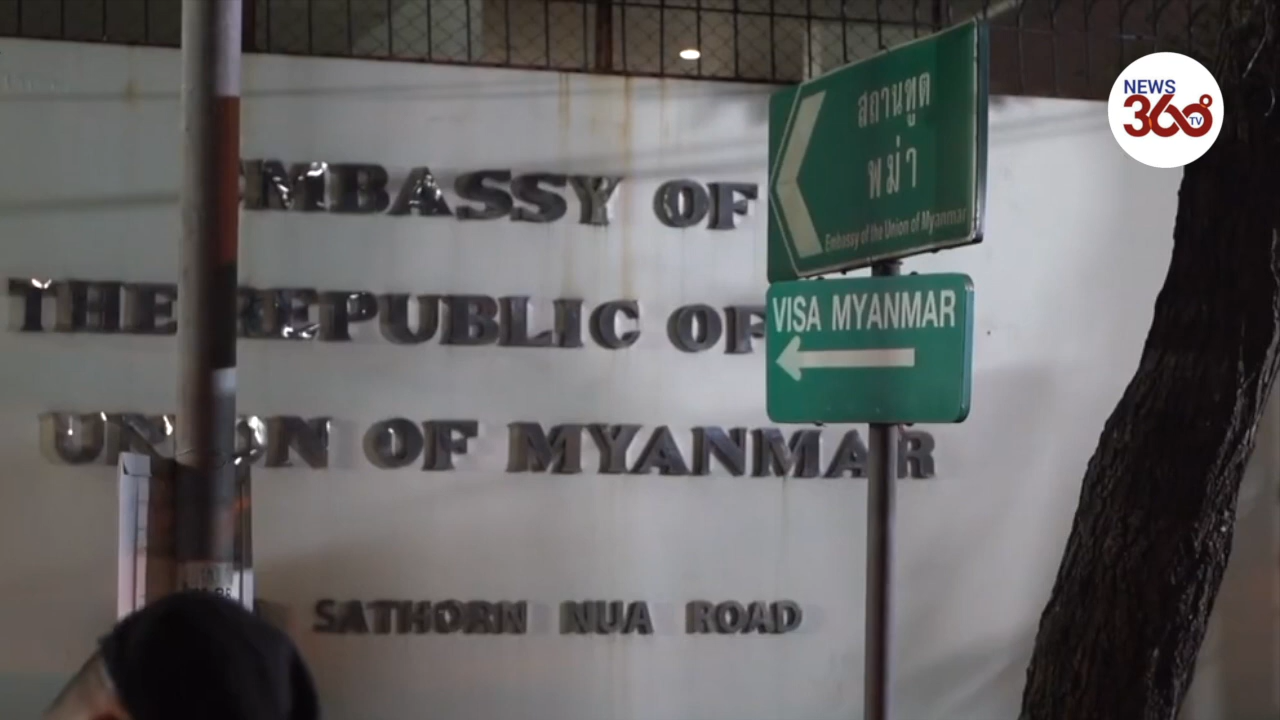 EMBASSY OF
THE REPUBLIC OF
UNION OF MYANMAR
SATHORN NUA ROAD
สถานทูต
พม่า
Embassy of the Union of Myanmar
VISA MYANMAR
NEWS
360°
TV